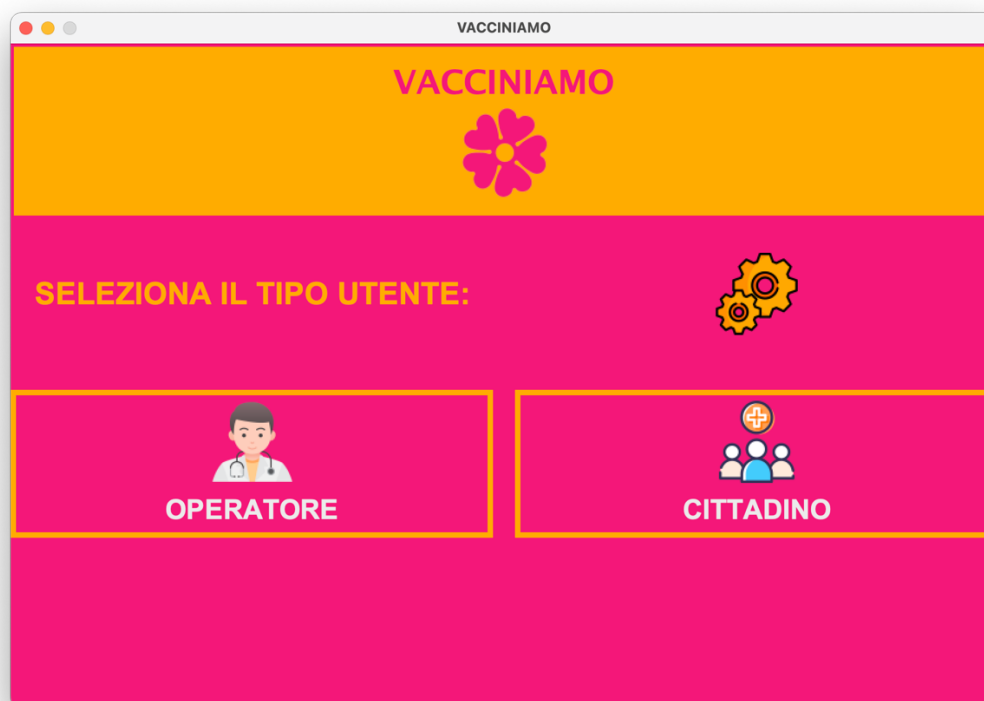 VACCINIAMO
VACCINIAMO
SELEZIONA IL TIPO UTENTE:
OPERATORE
CITTADINO